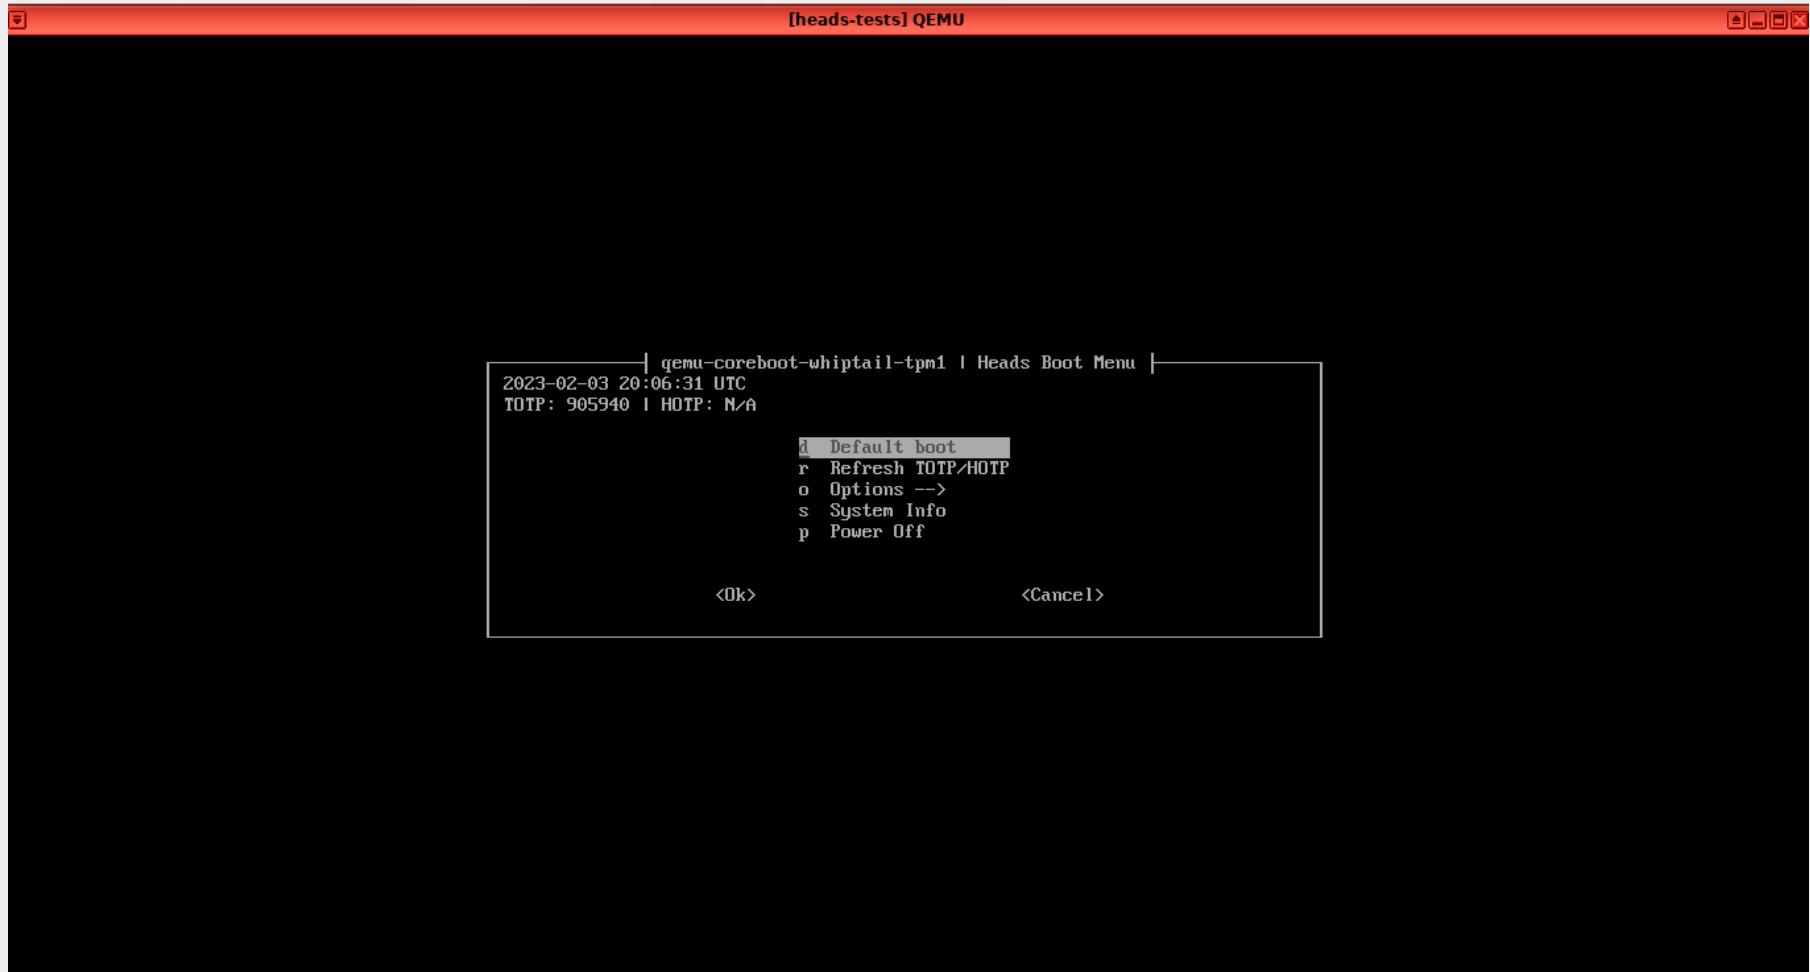 [heads-tests] QEMU
qemu-coreboot-whiptail-tpm1 | Heads Boot Menu
2023-02-03 20:06:31 UTC
TOTP: 905940 | HOTP: N/A
d Default boot
r Refresh TOTP/HOTP
o Options -->
s System Info
p Power Off
<Ok> <Cancel>